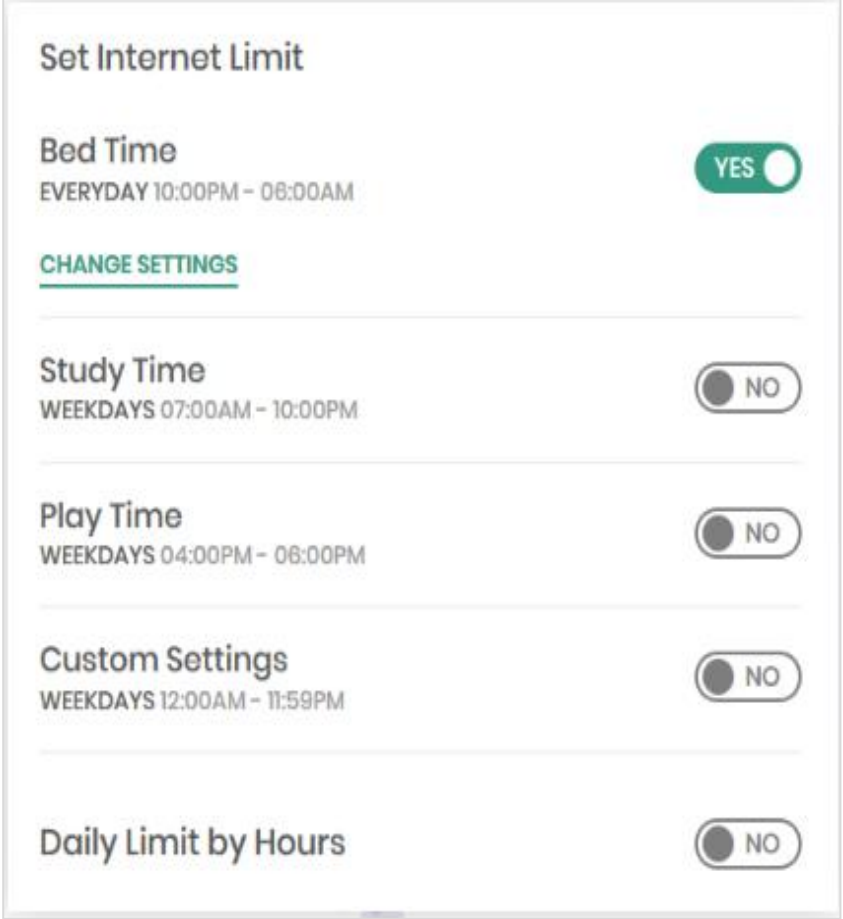 Set Internet Limit
Bed Time
YES
EVERYDAY 10:00PM - 06:00AM
CHANGE SETTINGS
Study Time
NO
WEEKDAYS 07:00AM - 10:00PM
Play Time
NO
WEEKDAYS 04:00PM - 06:00PM
Custom Settings
NO
WEEKDAYS 12:00AM - 11:59PM
Daily Limit by Hours
NO